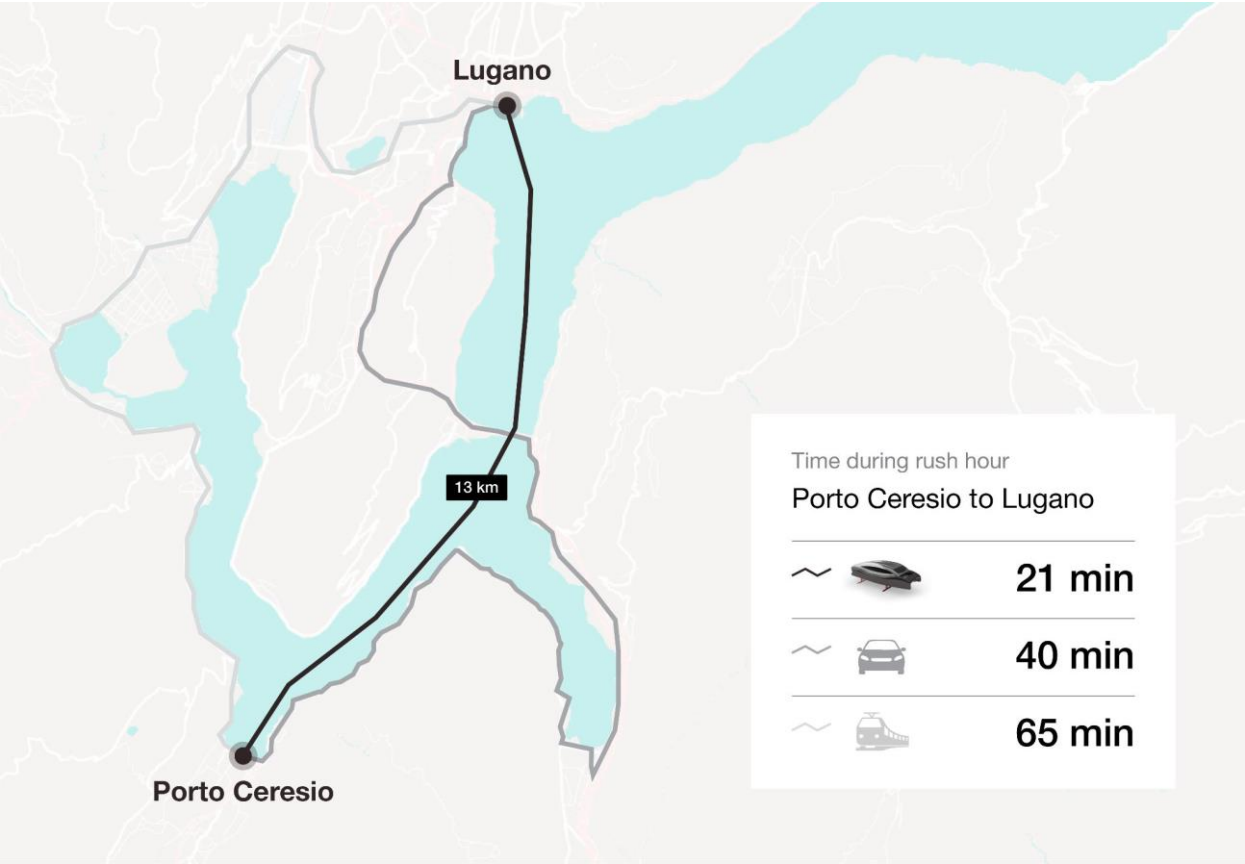 Lugano
13 km
Time during rush hour
Porto Ceresio to Lugano
21 min
40 min
65 min
Porto Ceresio